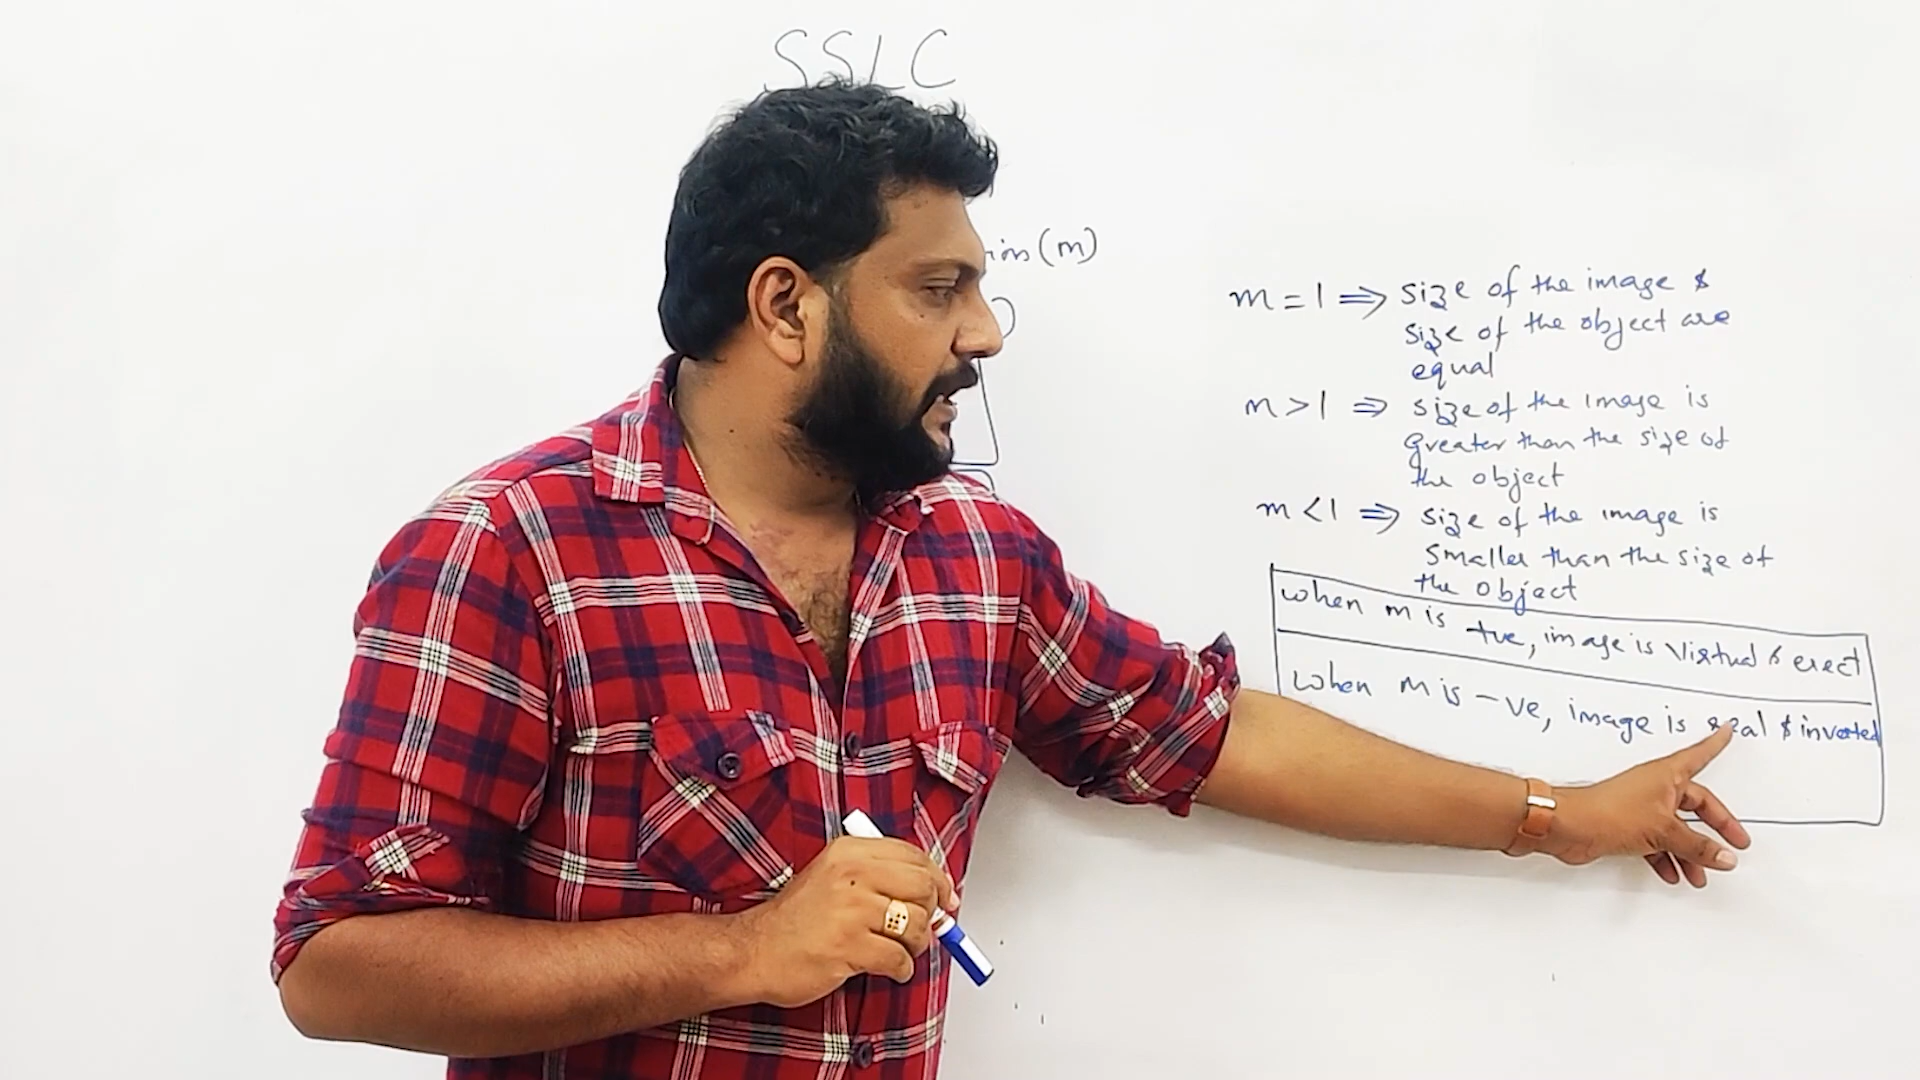 SSLC
(m)
m = 1 ⇒ size of the image &
size of the object are
equal
m > 1 ⇒ size of the image is
greater than the size of
the object
m < 1 ⇒ size of the image is
smaller than the size of
the object
when m is +ve, image is virtual & erect
when m is -ve, image is real & inverted